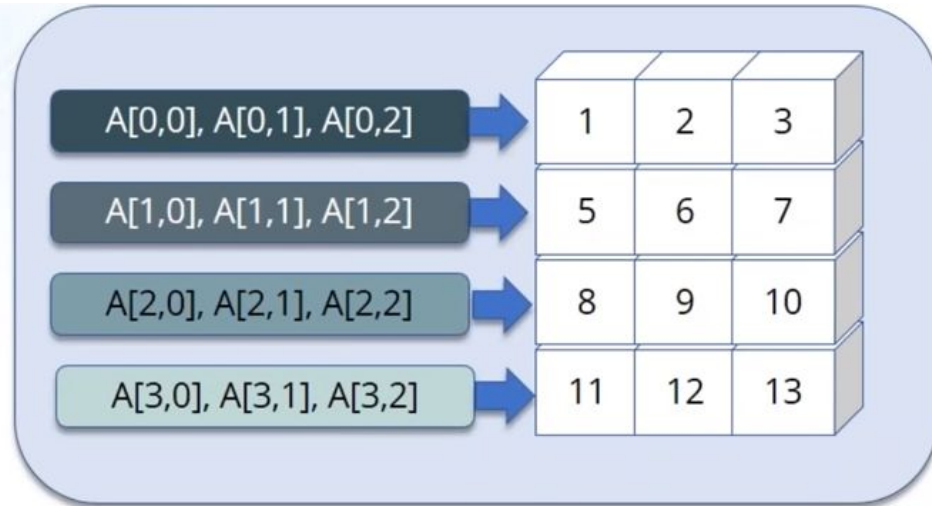 A[0,0], A[0,1], A[0,2] 1 2 3
A[1,0], A[1,1], A[1,2] 5 6 7
A[2,0], A[2,1], A[2,2] 8 9 10
A[3,0], A[3,1], A[3,2] 11 12 13